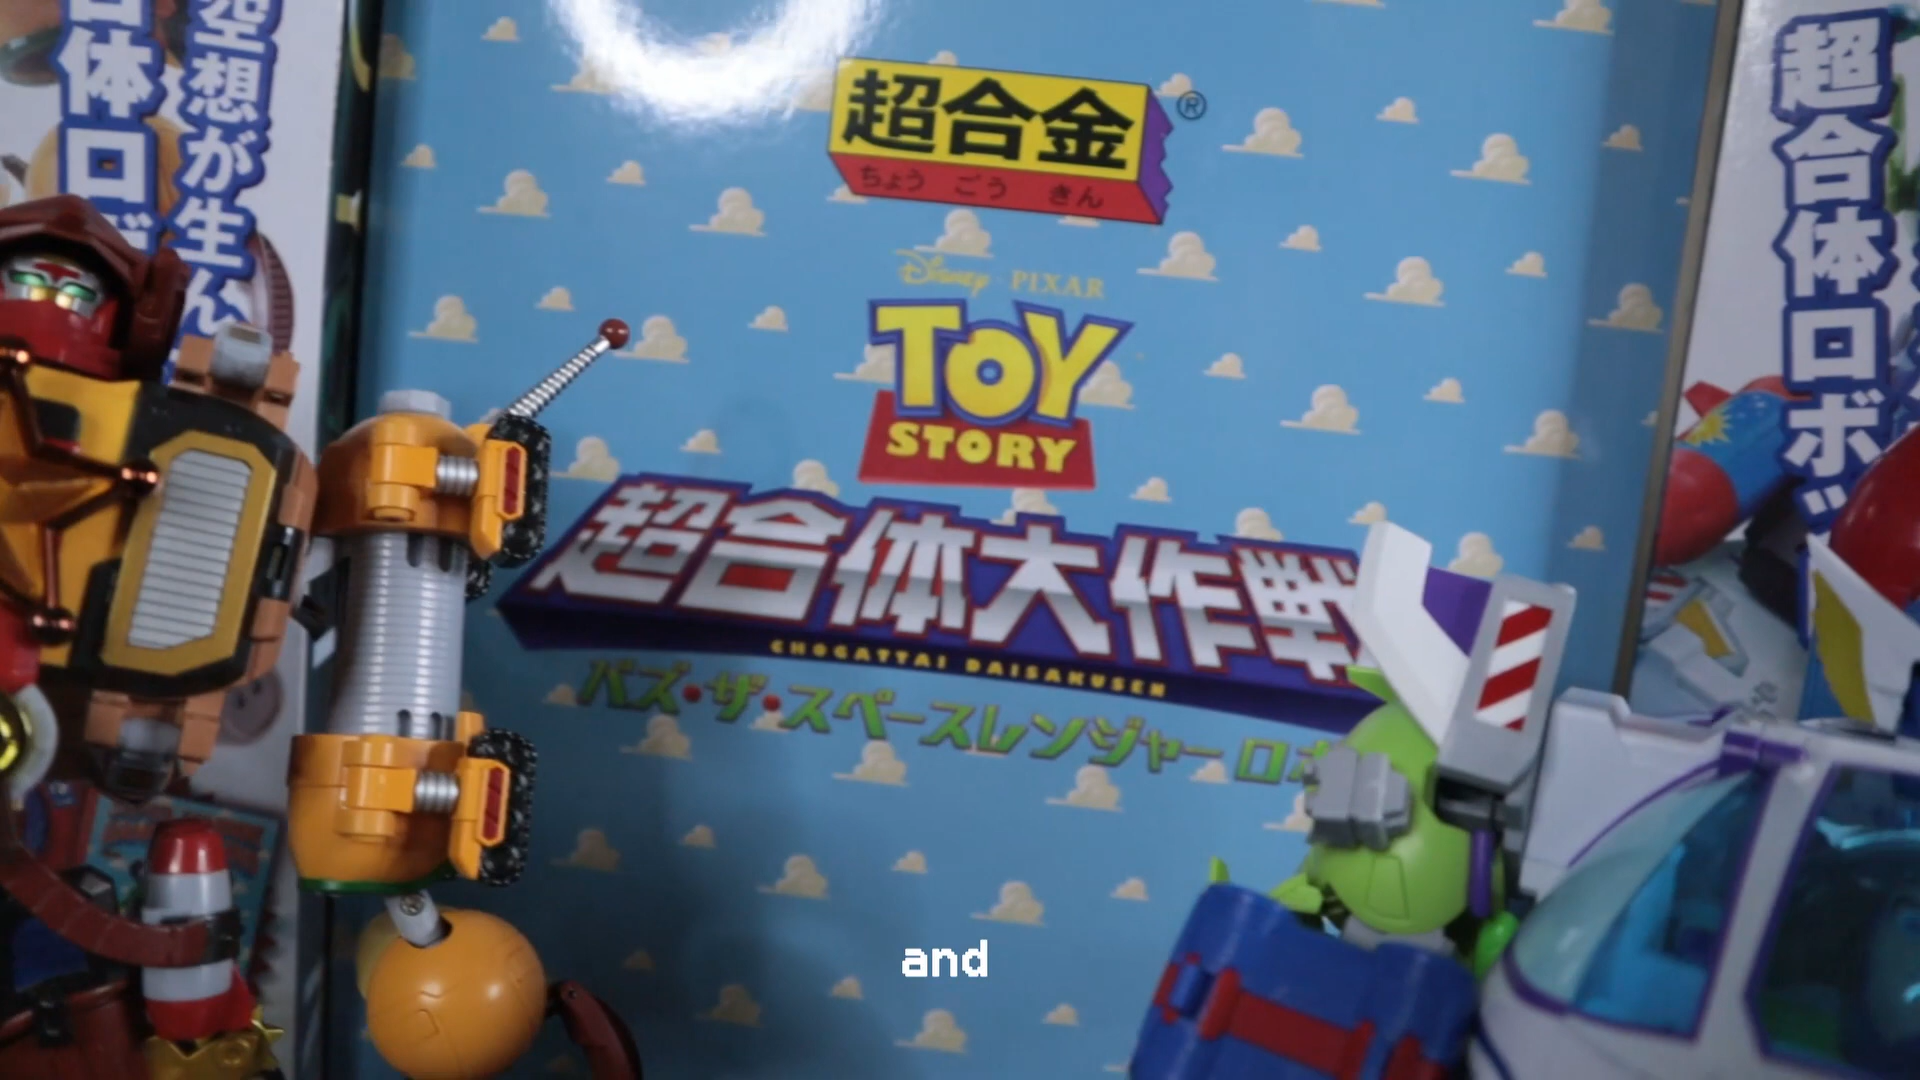 空想が生ん
合体ロボ
超合金®
ちょう ごう きん
Disney · PIXAR
TOY
STORY
超合体大作戦
CHOGATTAI DAISAKUSEN
バズ・ザ・スペースレンジャー ロ
超合体ロボ
and